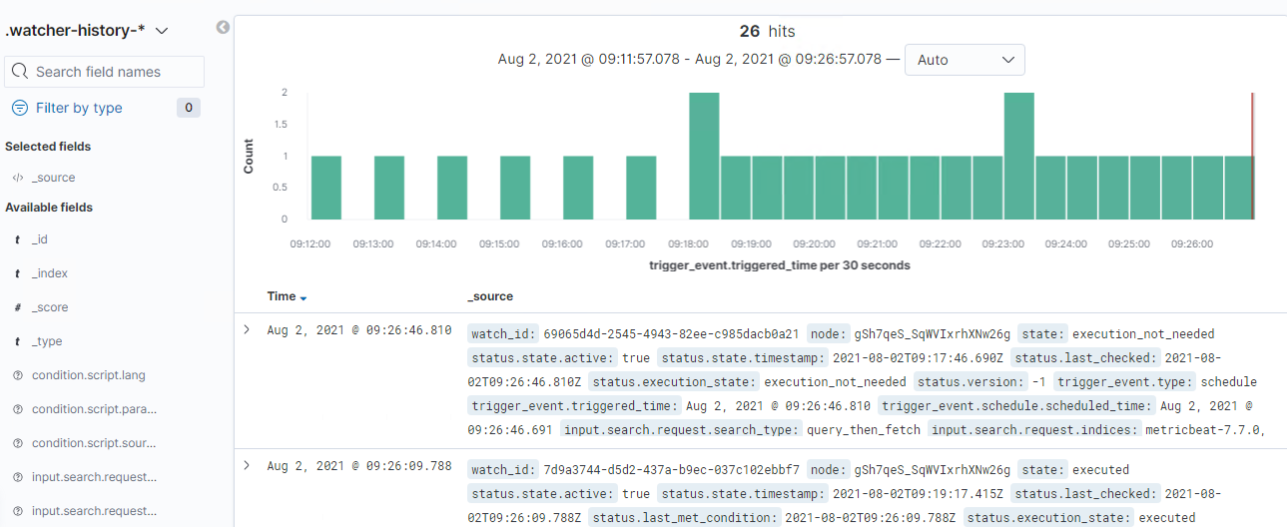 .watcher-history-*
Search field names
Filter by type 0
Selected fields
</> _source
Available fields
t _id
t _index
# _score
t _type
condition.script.lang
condition.script.para...
condition.script.sour...
input.search.request...
input.search.request...
26 hits
Aug 2, 2021 @ 09:11:57.078 - Aug 2, 2021 @ 09:26:57.078 — Auto
Count
2
1.5
1
0.5
0
09:12:00 09:13:00 09:14:00 09:15:00 09:16:00 09:17:00 09:18:00 09:19:00 09:20:00 09:21:00 09:22:00 09:23:00 09:24:00 09:25:00 09:26:00
trigger_event.triggered_time per 30 seconds
Time _source
Aug 2, 2021 @ 09:26:46.810 watch_id: 69065d4d-2545-4943-82ee-c985dacb0a21 node: gSh7qeS_SqWVIxrhXNw26g state: execution_not_needed
status.state.active: true status.state.timestamp: 2021-08-02T09:17:46.690Z status.last_checked: 2021-08-
02T09:26:46.810Z status.execution_state: execution_not_needed status.version: -1 trigger_event.type: schedule
trigger_event.triggered_time: Aug 2, 2021 @ 09:26:46.810 trigger_event.schedule.scheduled_time: Aug 2, 2021 @
09:26:46.691 input.search.request.search_type: query_then_fetch input.search.request.indices: metricbeat-7.7.0,
Aug 2, 2021 @ 09:26:09.788 watch_id: 7d9a3744-d5d2-437a-b9ec-037c102ebbf7 node: gSh7qeS_SqWVIxrhXNw26g state: executed
status.state.active: true status.state.timestamp: 2021-08-02T09:19:17.415Z status.last_checked: 2021-08-
02T09:26:09.788Z status.last_met_condition: 2021-08-02T09:26:09.788Z status.execution_state: executed